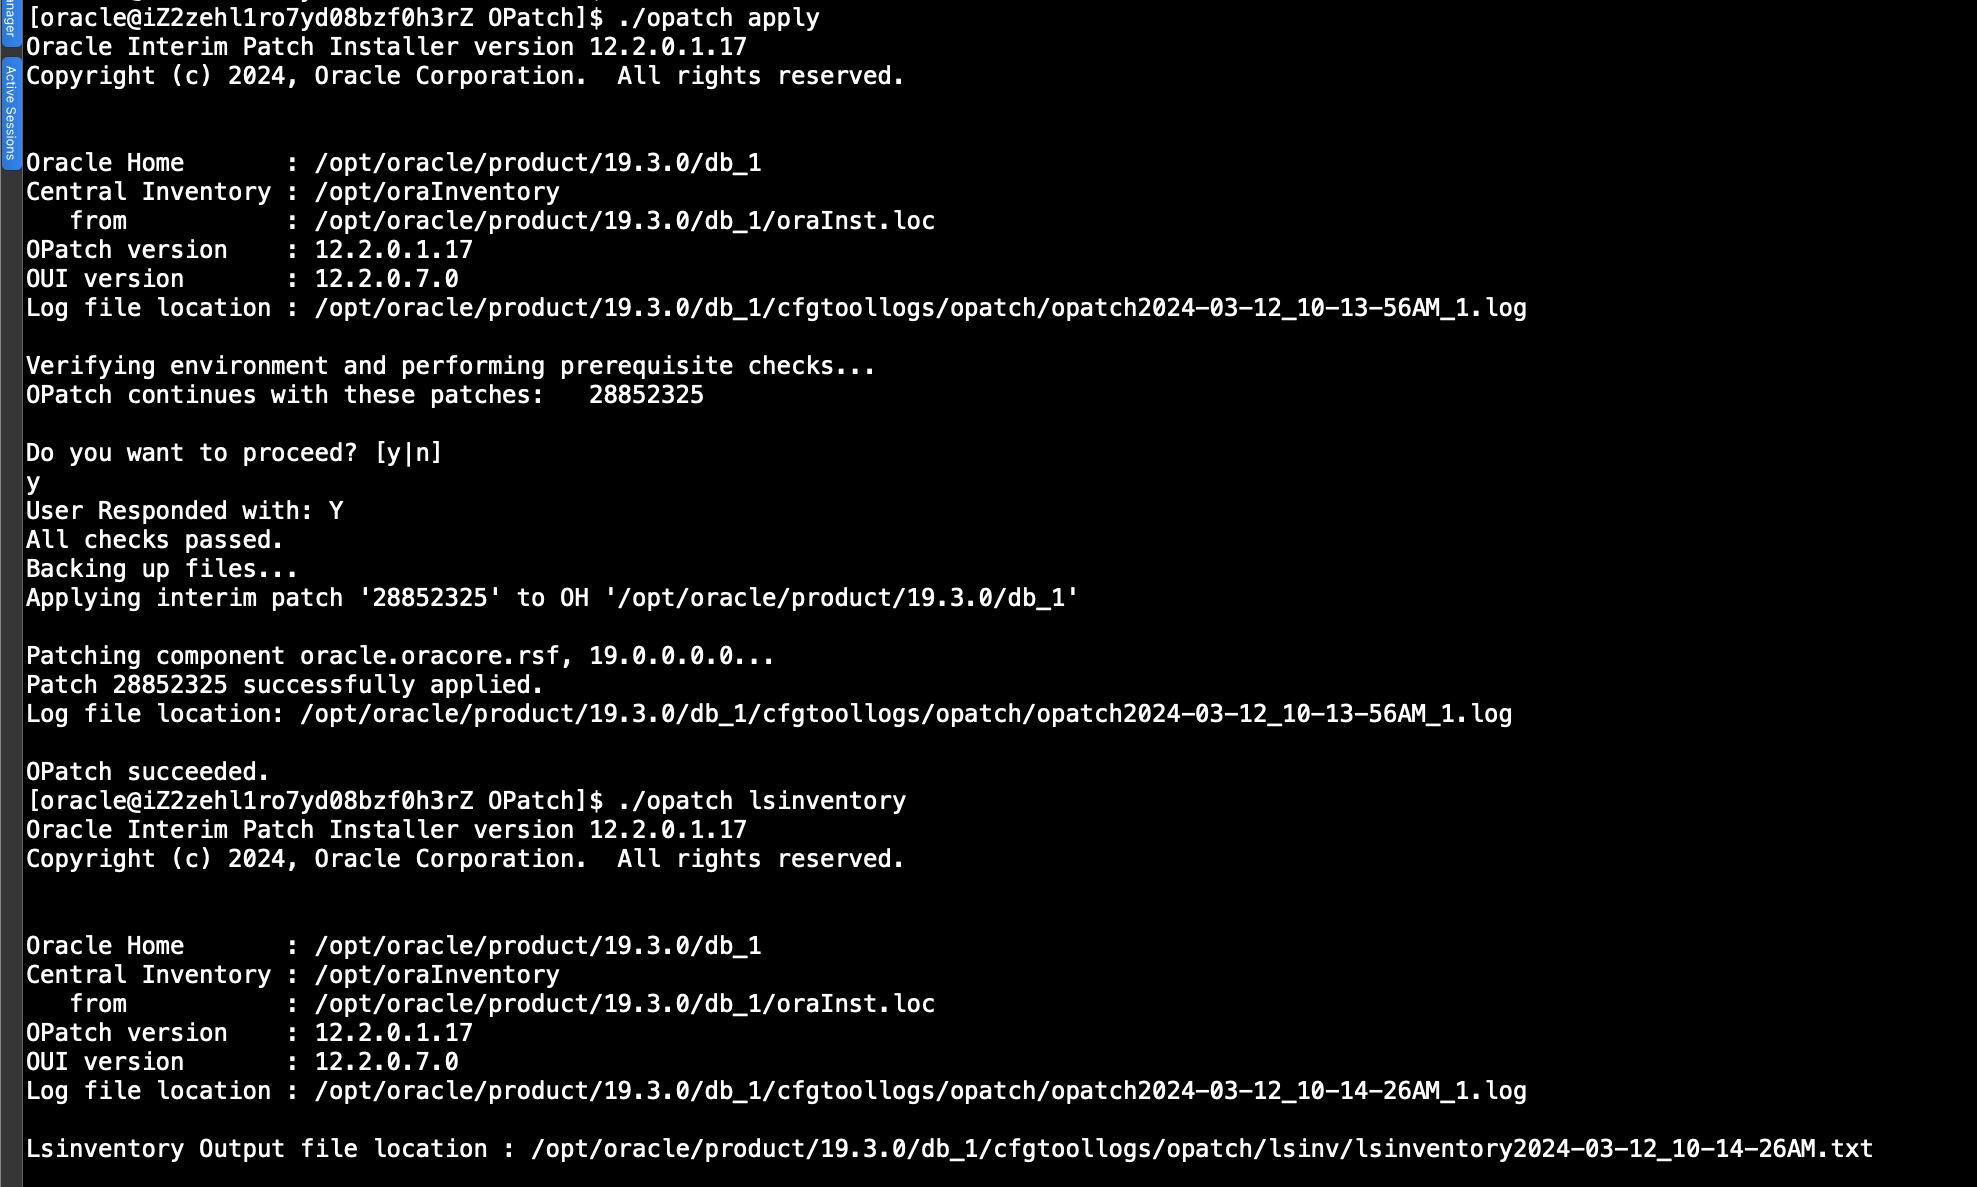 nager
Active Sessions
[oracle@iZ2zehl1ro7yd08bzf0h3rZ OPatch]$ ./opatch apply
Oracle Interim Patch Installer version 12.2.0.1.17
Copyright (c) 2024, Oracle Corporation.  All rights reserved.
Oracle Home       : /opt/oracle/product/19.3.0/db_1
Central Inventory : /opt/oraInventory
   from           : /opt/oracle/product/19.3.0/db_1/oraInst.loc
OPatch version    : 12.2.0.1.17
OUI version       : 12.2.0.7.0
Log file location : /opt/oracle/product/19.3.0/db_1/cfgtoollogs/opatch/opatch2024-03-12_10-13-56AM_1.log
Verifying environment and performing prerequisite checks...
OPatch continues with these patches:   28852325
Do you want to proceed? [y|n]
y
User Responded with: Y
All checks passed.
Backing up files...
Applying interim patch '28852325' to OH '/opt/oracle/product/19.3.0/db_1'
Patching component oracle.oracore.rsf, 19.0.0.0.0...
Patch 28852325 successfully applied.
Log file location: /opt/oracle/product/19.3.0/db_1/cfgtoollogs/opatch/opatch2024-03-12_10-13-56AM_1.log
OPatch succeeded.
[oracle@iZ2zehl1ro7yd08bzf0h3rZ OPatch]$ ./opatch lsinventory
Oracle Interim Patch Installer version 12.2.0.1.17
Copyright (c) 2024, Oracle Corporation.  All rights reserved.
Oracle Home       : /opt/oracle/product/19.3.0/db_1
Central Inventory : /opt/oraInventory
   from           : /opt/oracle/product/19.3.0/db_1/oraInst.loc
OPatch version    : 12.2.0.1.17
OUI version       : 12.2.0.7.0
Log file location : /opt/oracle/product/19.3.0/db_1/cfgtoollogs/opatch/opatch2024-03-12_10-14-26AM_1.log
Lsinventory Output file location : /opt/oracle/product/19.3.0/db_1/cfgtoollogs/opatch/lsinv/lsinventory2024-03-12_10-14-26AM.txt